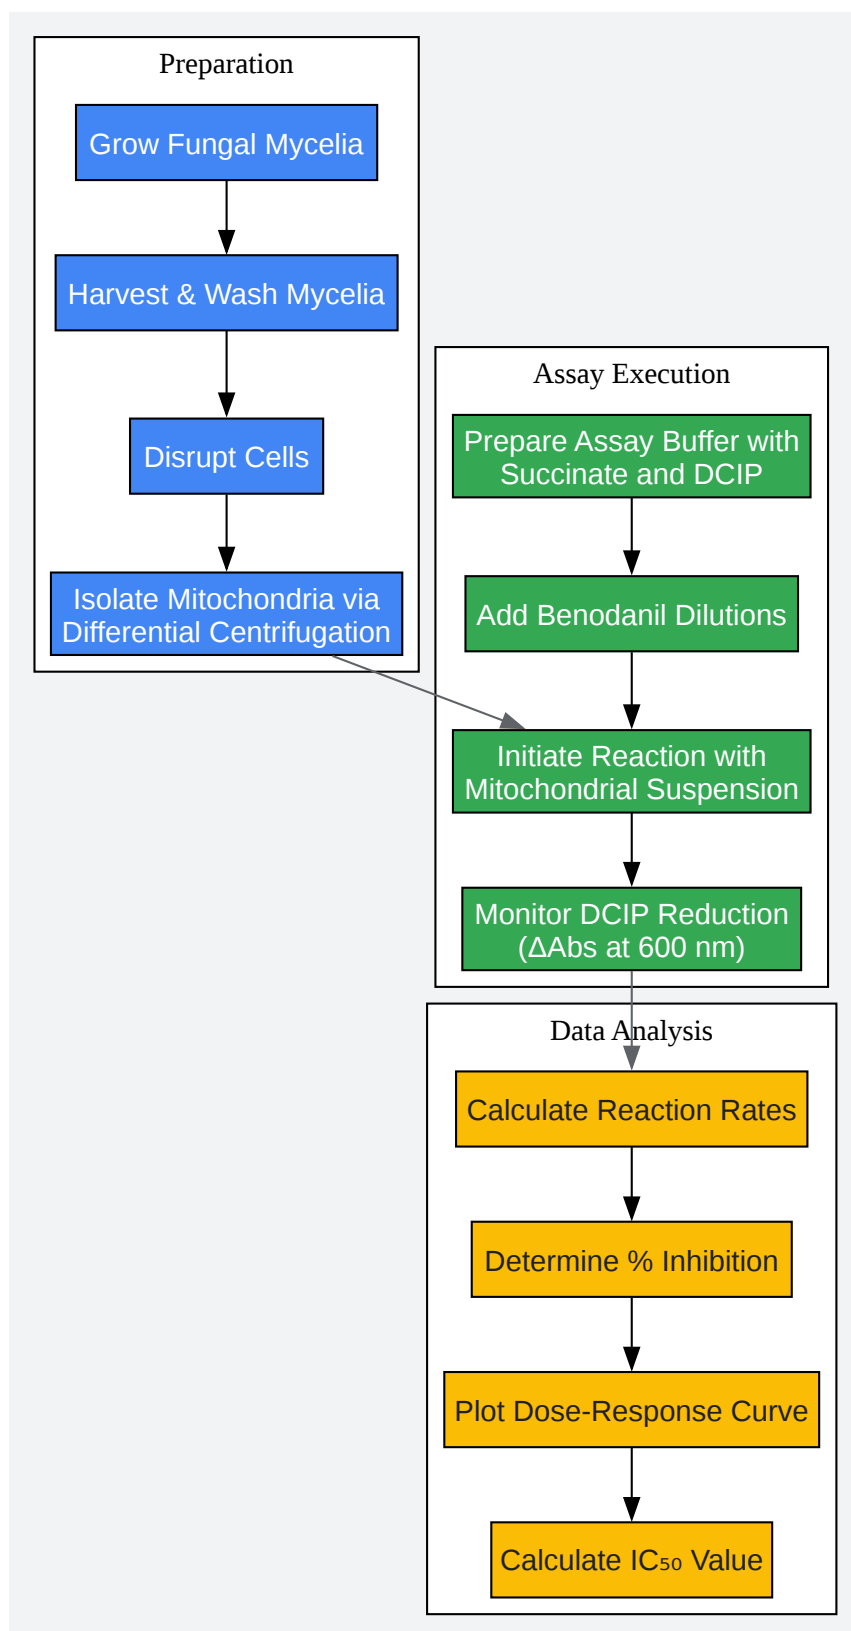 Preparation
Grow Fungal Mycelia
Harvest & Wash Mycelia
Disrupt Cells
Isolate Mitochondria via
Differential Centrifugation
Assay Execution
Prepare Assay Buffer with
Succinate and DCIP
Add Benodanil Dilutions
Initiate Reaction with
Mitochondrial Suspension
Monitor DCIP Reduction
(ΔAbs at 600 nm)
Data Analysis
Calculate Reaction Rates
Determine % Inhibition
Plot Dose-Response Curve
Calculate IC₅₀ Value